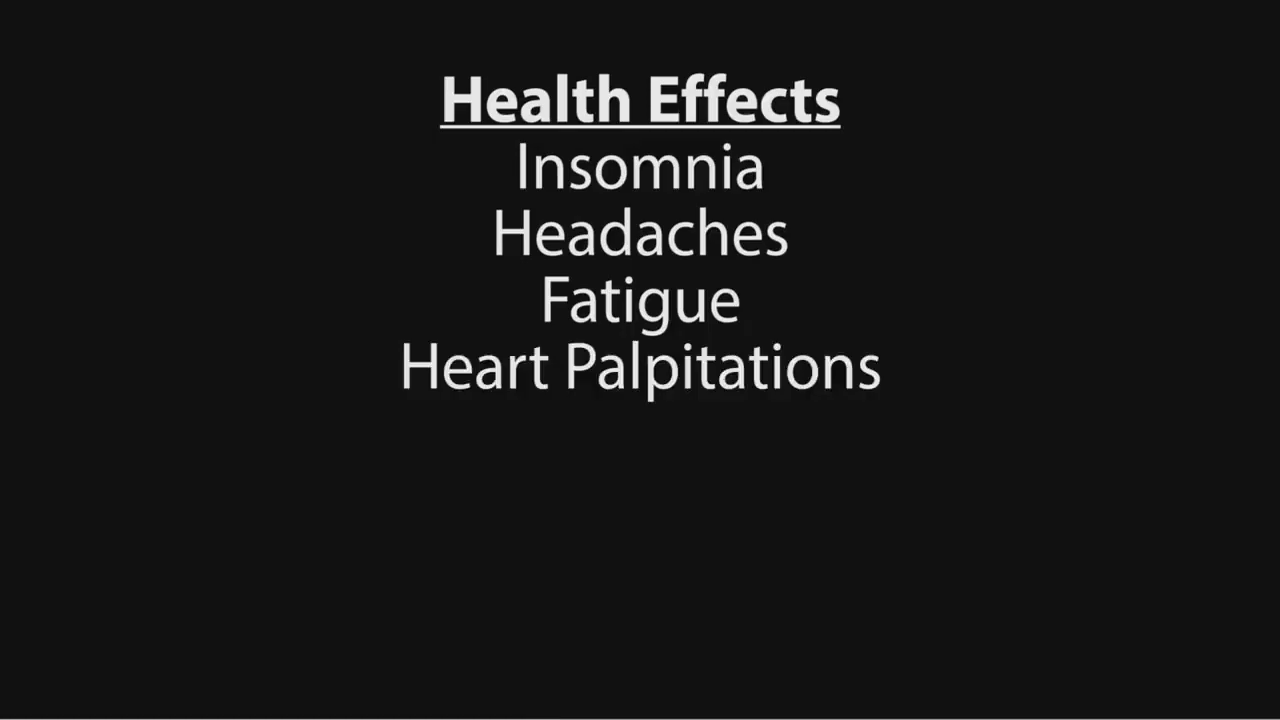 Health Effects
Insomnia
Headaches
Fatigue
Heart Palpitations